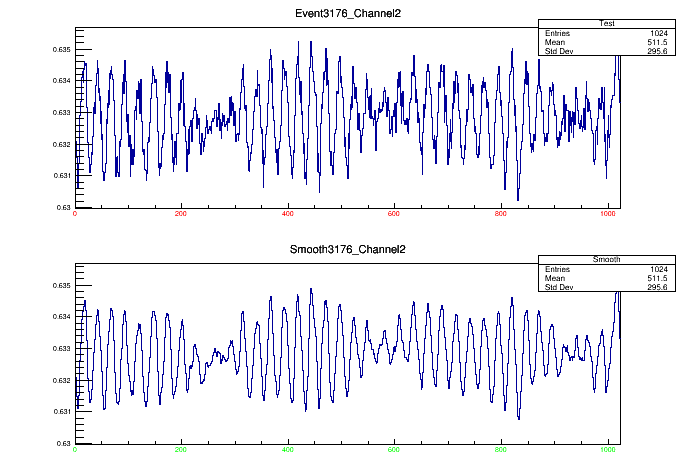 Event3176_Channel2
Test
Entries 1024
Mean 511.5
Std Dev 295.6
0.635
0.634
0.633
0.632
0.631
0.63
0 200 400 600 800 1000
Smooth3176_Channel2
Smooth
Entries 1024
Mean 511.5
Std Dev 295.6
0.635
0.634
0.633
0.632
0.631
0.63
0 200 400 600 800 1000